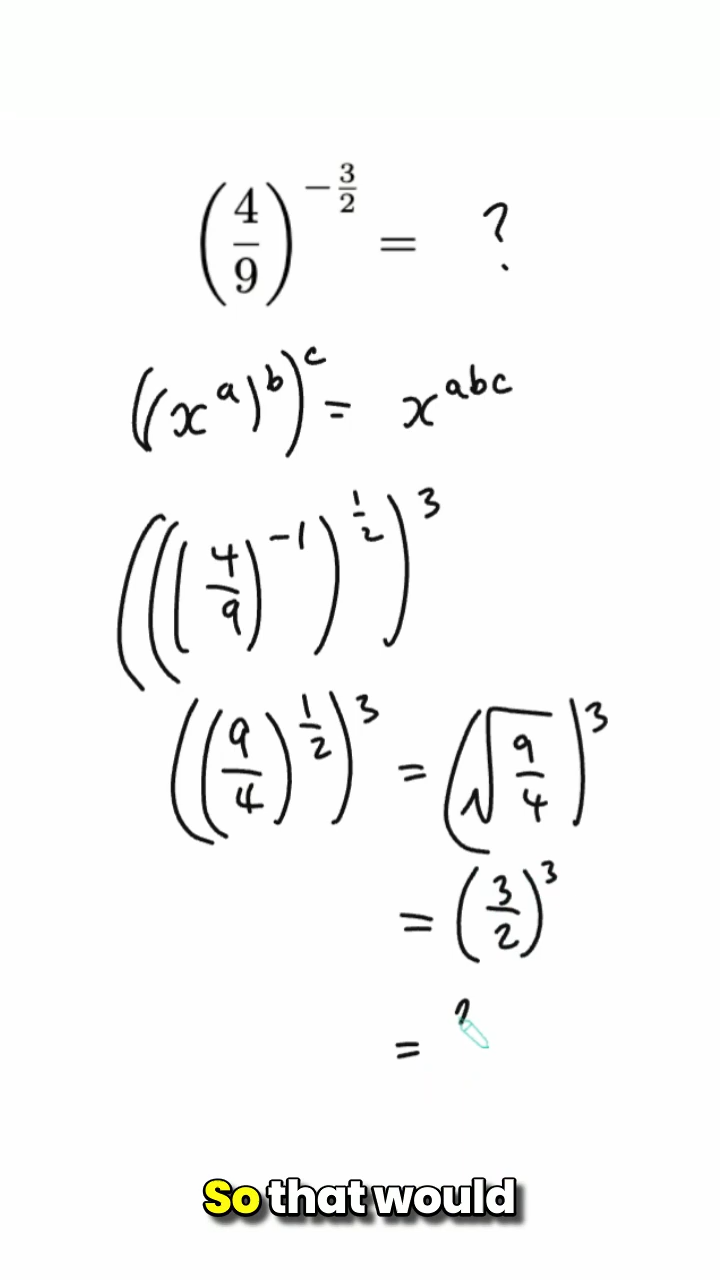 (4/9)^(-3/2) = ?
((x^a)^b)^c = x^abc
(((4/9)^-1)^(1/2))^3
((9/4)^(1/2))^3 = (√(9/4))^3
= (3/2)^3
=
So that would